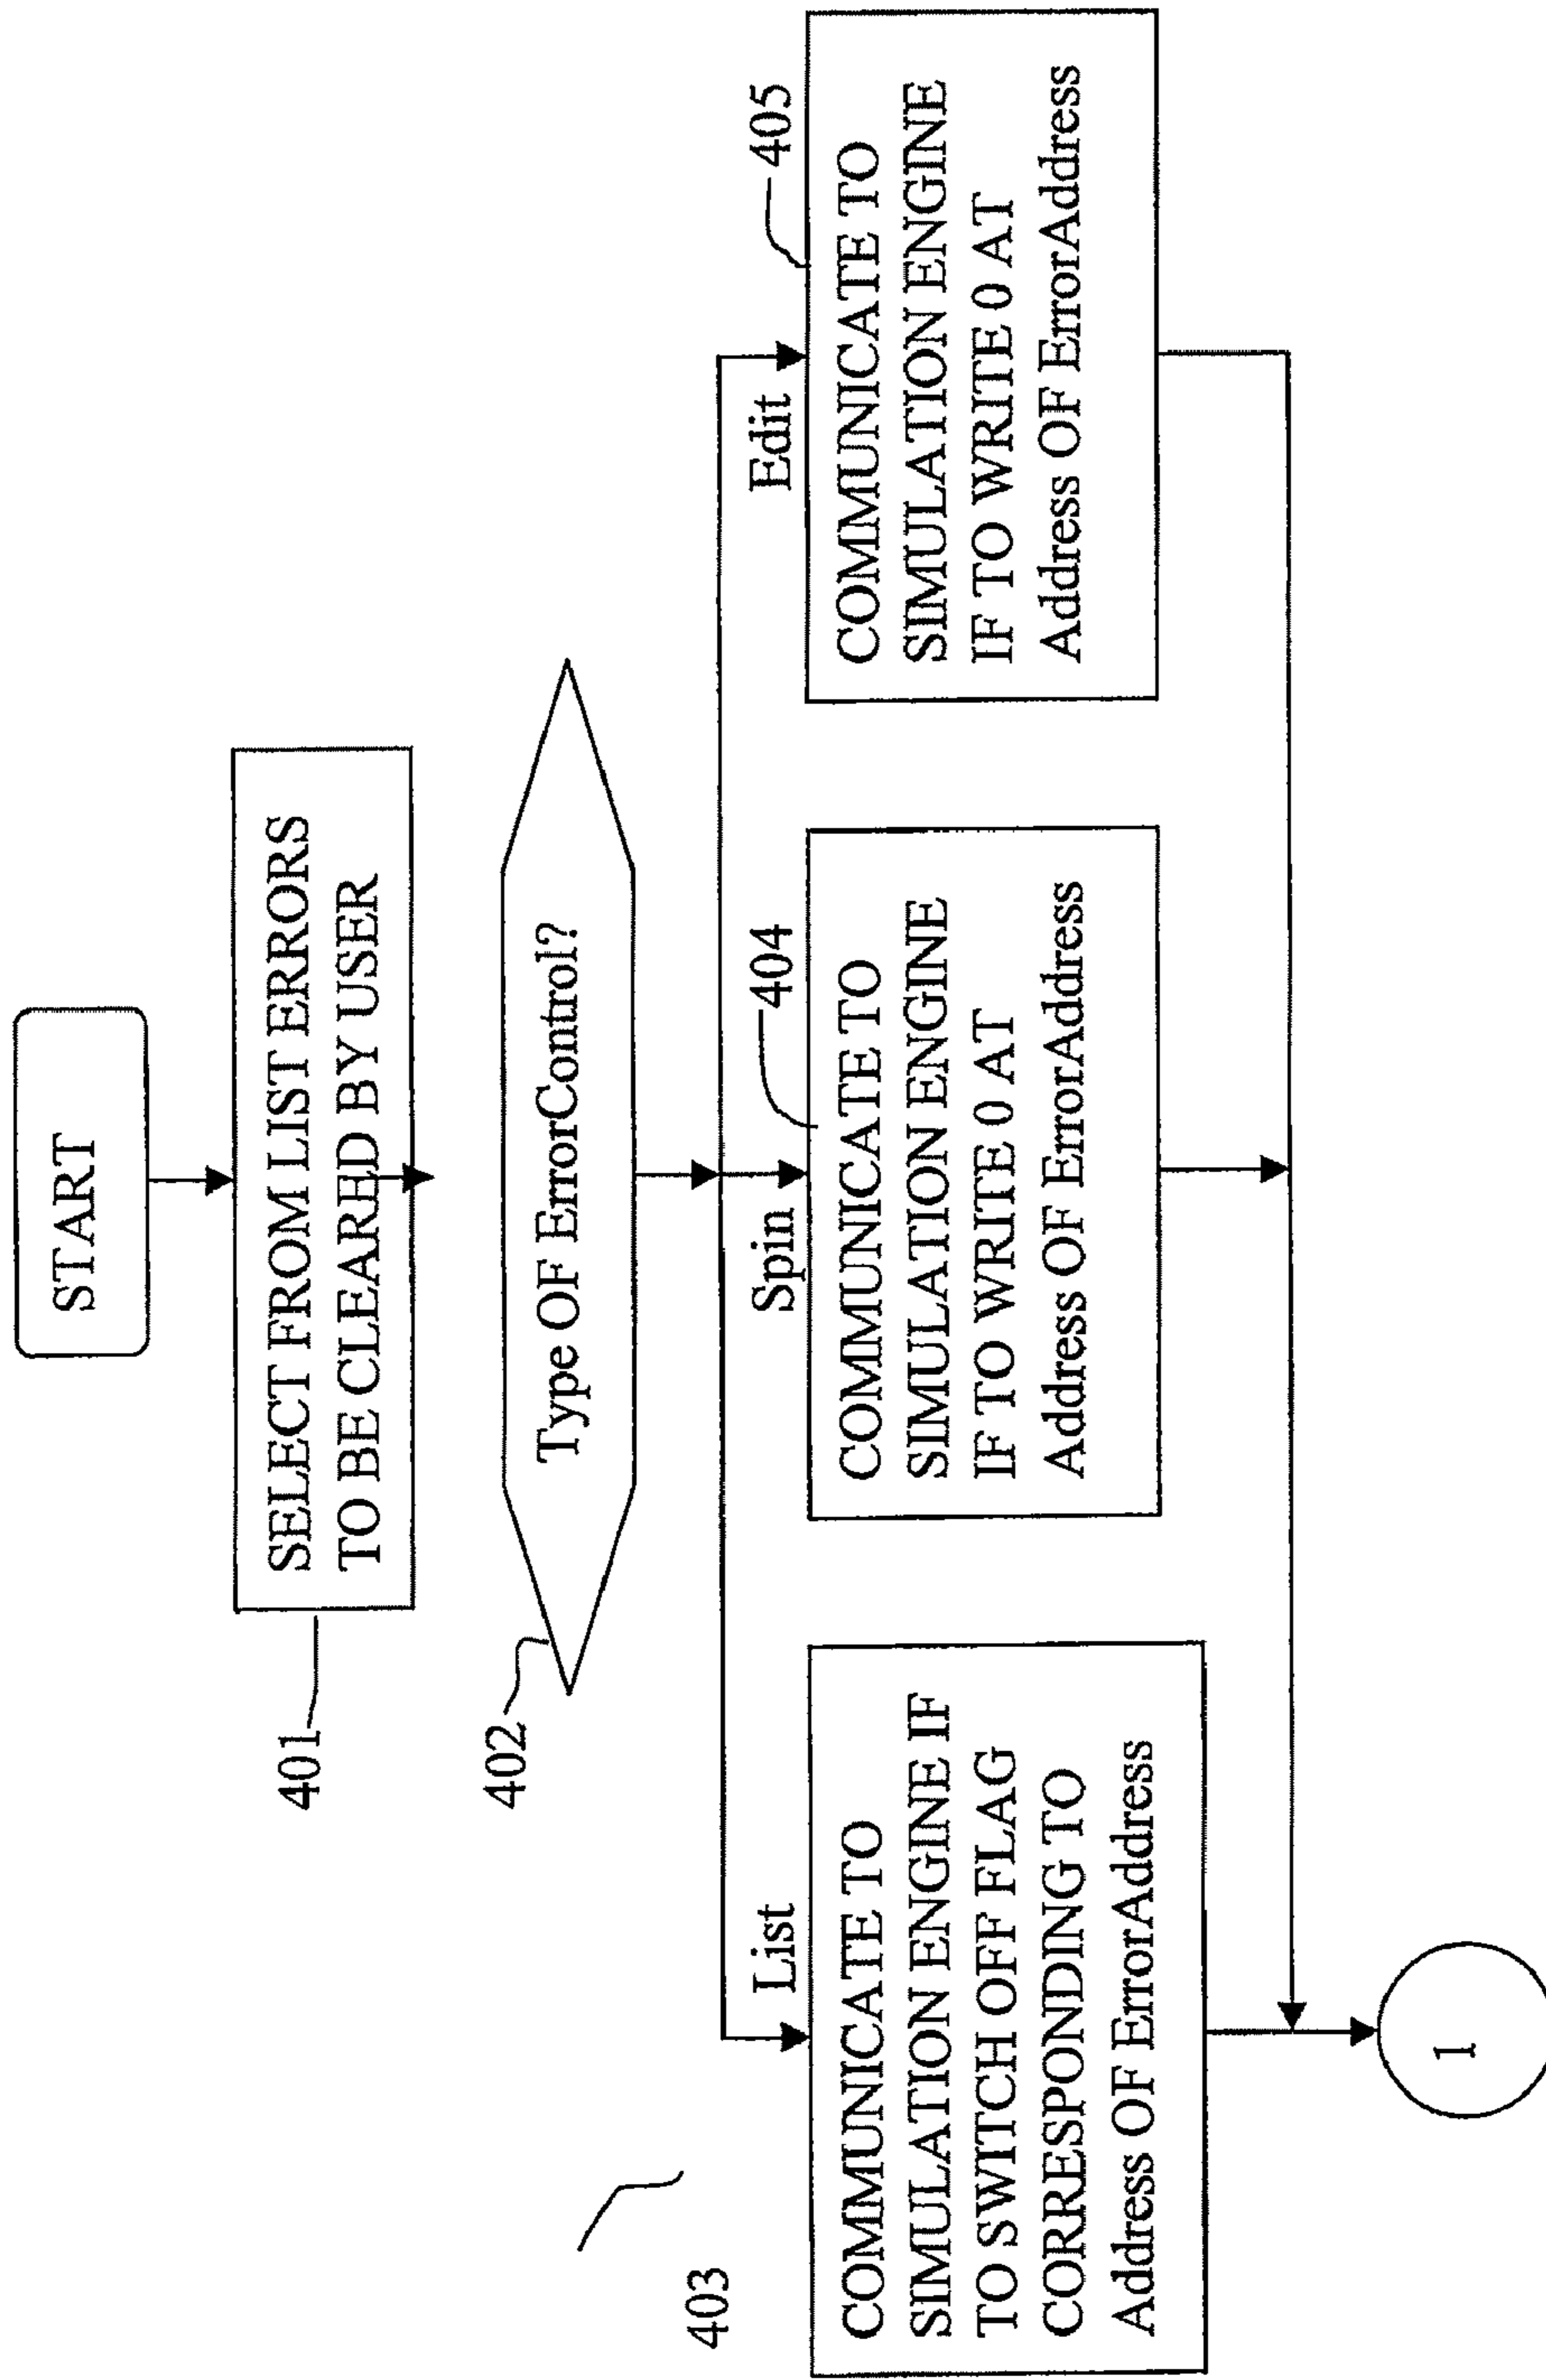 START
401
SELECT FROM LIST ERRORS
TO BE CLEARED BY USER
402
Type OF ErrorControl?
403
List
COMMUNICATE TO
SIMULATION ENGINE IF
TO SWITCH OFF FLAG
CORRESPONDING TO
Address OF ErrorAddress
Spin
404
COMMUNICATE TO
SIMULATION ENGINE
IF TO WRITE 0 AT
Address OF ErrorAddress
Edit
405
COMMUNICATE TO
SIMULATION ENGINE
IF TO WRITE 0 AT
Address OF ErrorAddress
1